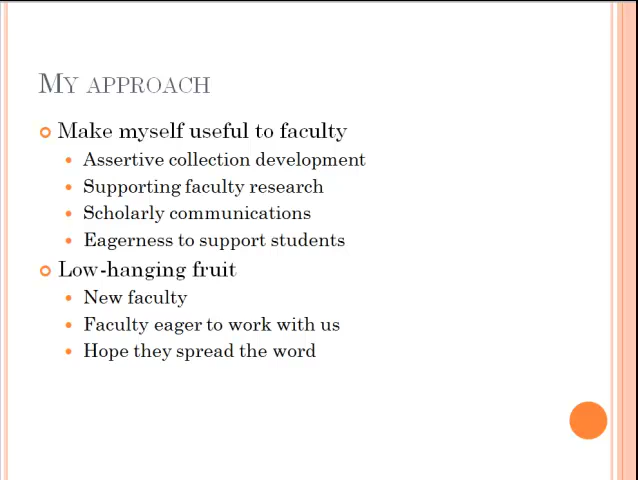 My approach
Make myself useful to faculty
Assertive collection development
Supporting faculty research
Scholarly communications
Eagerness to support students
Low-hanging fruit
New faculty
Faculty eager to work with us
Hope they spread the word